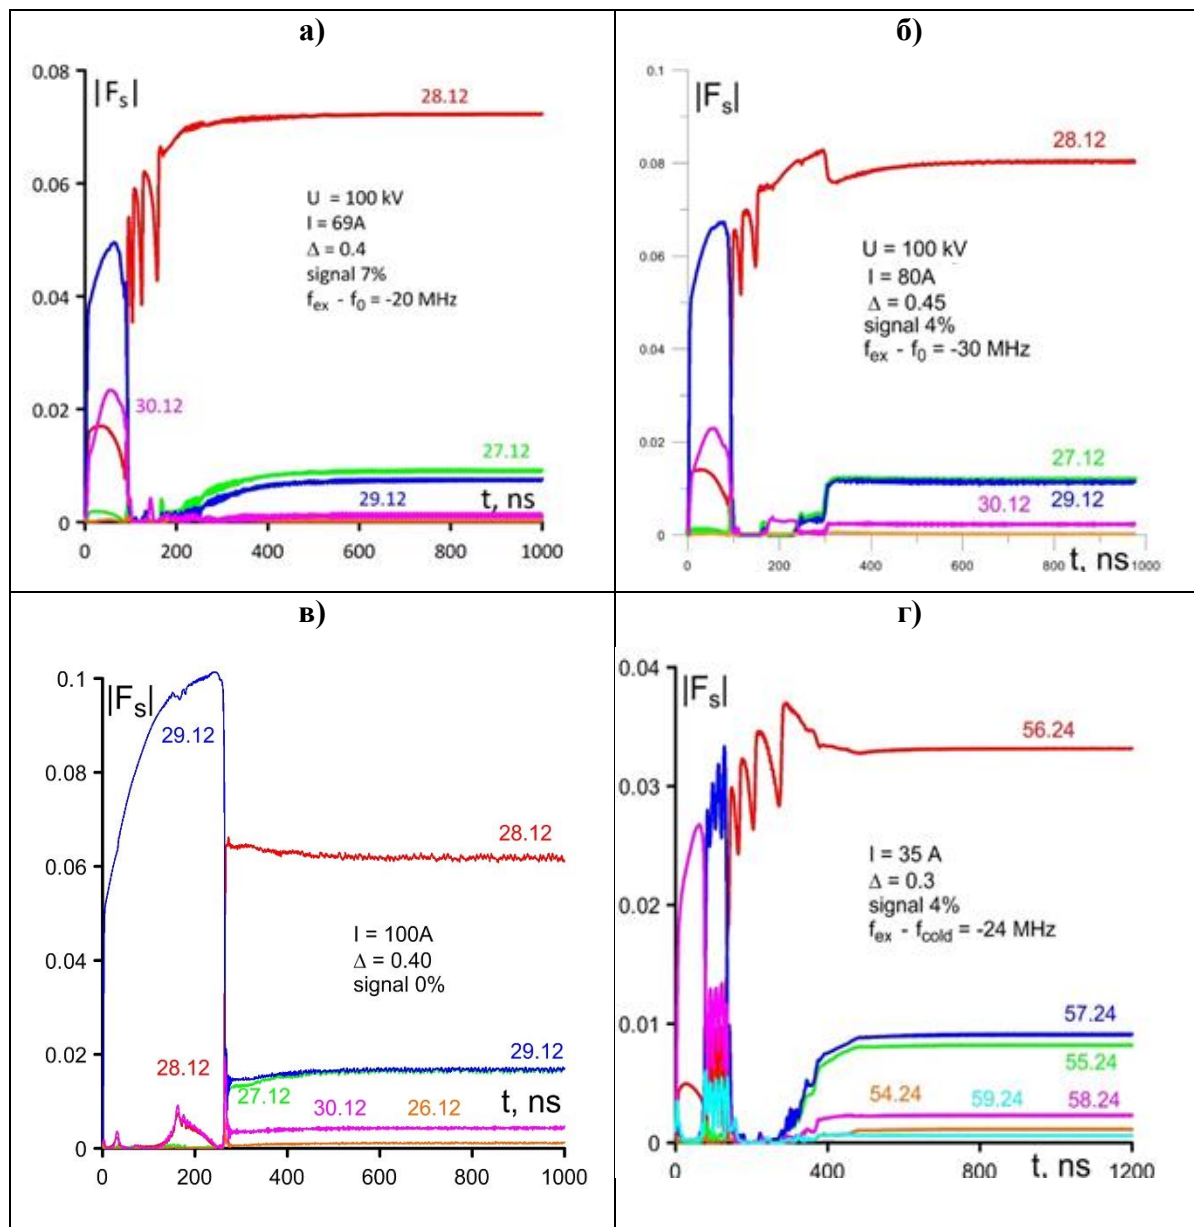 а)
0.08
|Fₛ|
28.12
0.06
U = 100 kV
I = 69A
Δ = 0.4
signal 7%
f_ex - f_0 = -20 MHz
0.04
0.02
30.12
27.12
29.12
t, ns
0
0
200
400
600
800
1000
б)
0.1
|Fₛ|
28.12
0.08
0.06
U = 100 kV
I = 80A
Δ = 0.45
signal 4%
f_ex - f_0 = -30 MHz
0.04
0.02
27.12
29.12
30.12
0
0
200
400
600
800
t, ns
1000
в)
0.1
|Fₛ|
29.12
0.08
28.12
0.06
I = 100A
Δ = 0.40
signal 0%
0.04
0.02
28.12
29.12
27.12
30.12
26.12
t, ns
0
0
200
400
600
800
1000
г)
0.04
|Fₛ|
56.24
0.03
I = 35 A
Δ = 0.3
signal 4%
f_ex - f_cold = -24 MHz
0.02
0.01
57.24
55.24
54.24
59.24
58.24
0
0
400
800
t, ns
1200